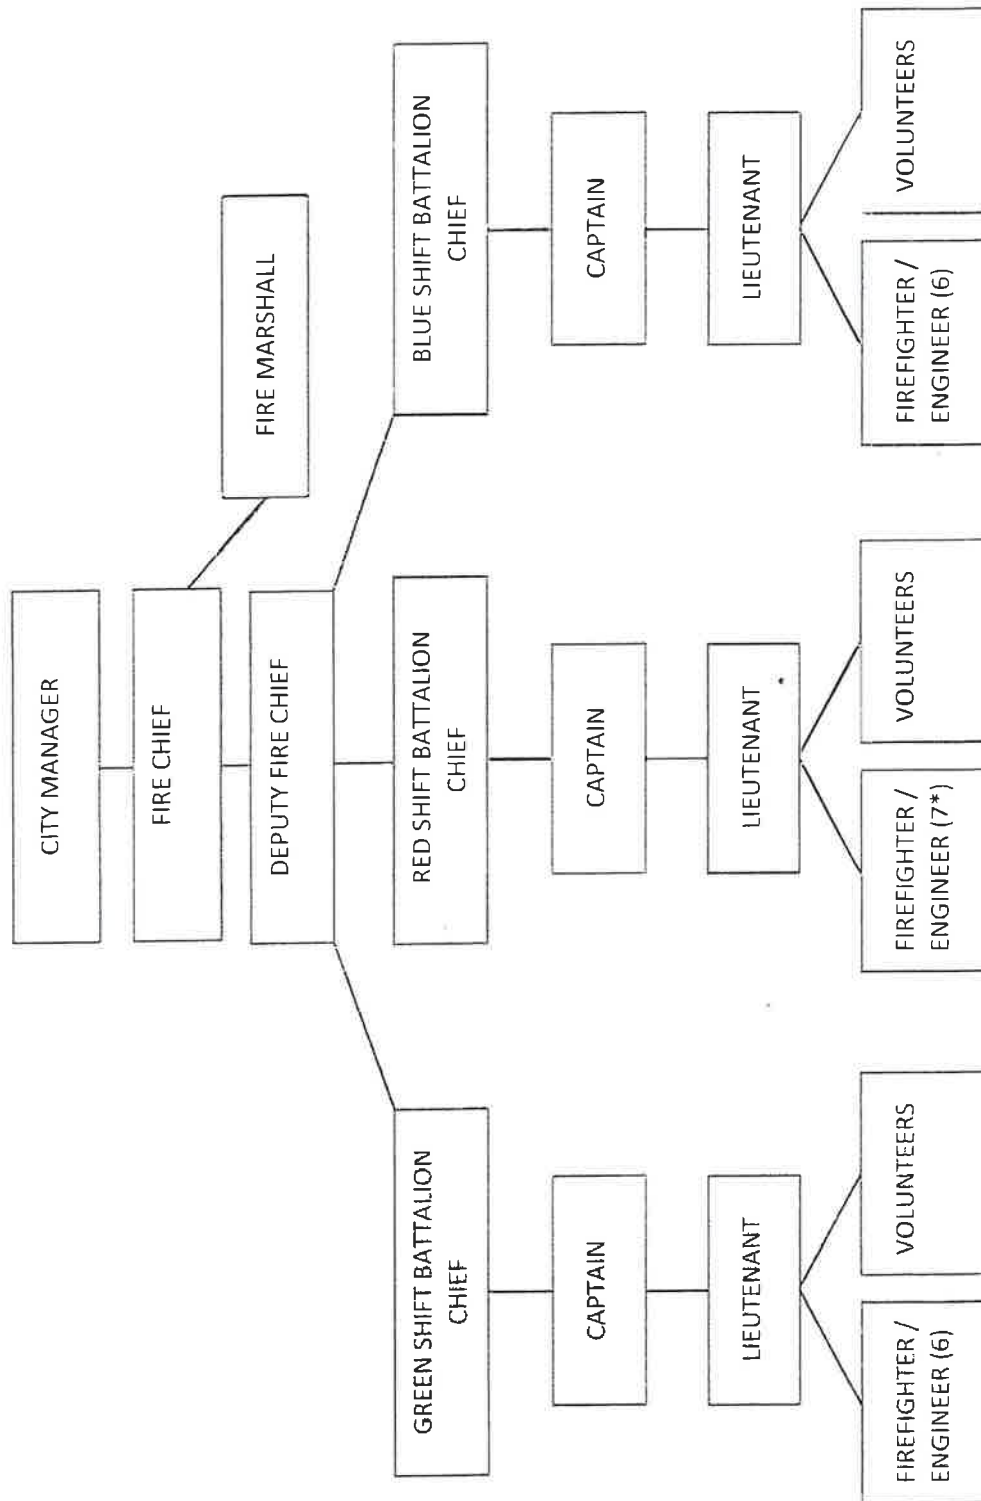 CITY MANAGER
FIRE CHIEF
FIRE MARSHALL
DEPUTY FIRE CHIEF
GREEN SHIFT BATTALION
CHIEF
RED SHIFT BATTALION
CHIEF
BLUE SHIFT BATTALION
CHIEF
CAPTAIN
CAPTAIN
CAPTAIN
LIEUTENANT
LIEUTENANT
LIEUTENANT
FIREFIGHTER /
ENGINEER (6)
VOLUNTEERS
FIREFIGHTER /
ENGINEER (7*)
VOLUNTEERS
FIREFIGHTER /
ENGINEER (6)
VOLUNTEERS